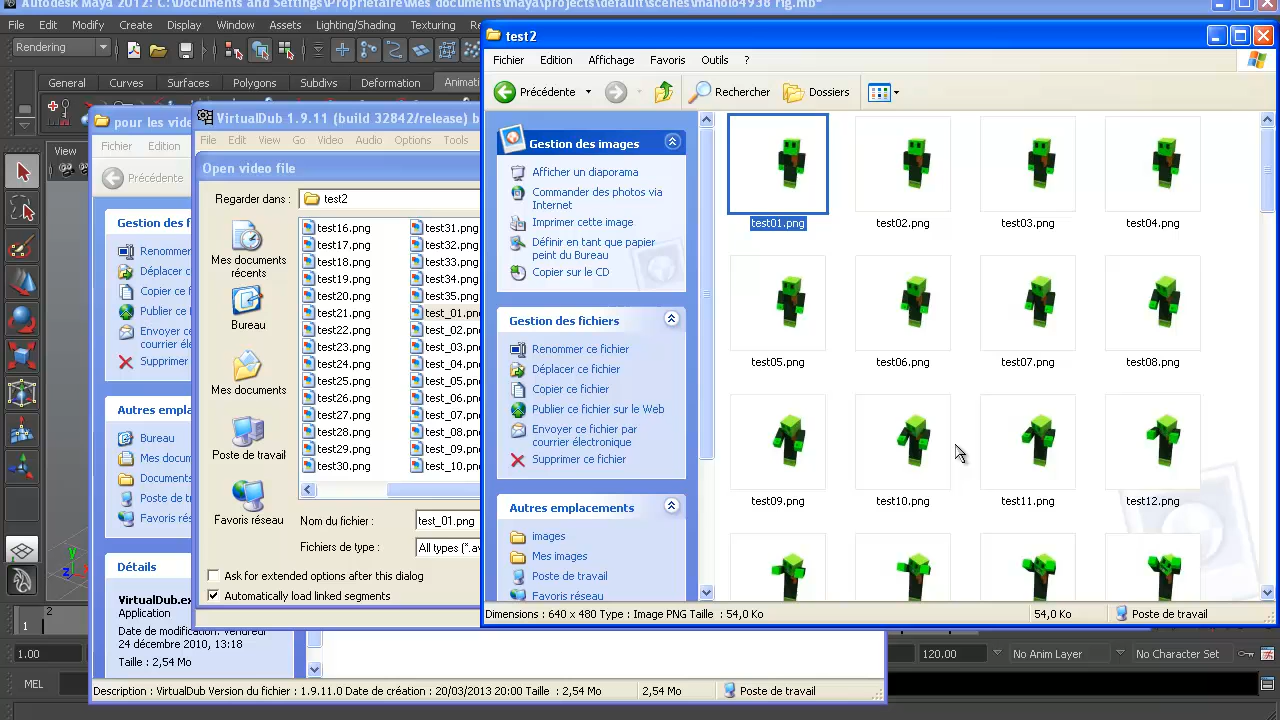 Autodesk Maya 2012: C:\Documents and Settings\Propriétaire\Mes documents\maya\projects\default\scenes\manolo4938 rig.mb*
File Edit Modify Create Display Window Assets Lighting/Shading Texturing
Rendering
General Curves Surfaces Polygons Subdivs Deformation
View
pour les vide
Fichier Edition
Précédente
Gestion des f
Renommer
Déplacer ce
Copier ce f
Publier ce f
Envoyer ce
courrier éle
Supprimer
Autres emplac
Bureau
Mes docum
Documents
Poste de tr
Favoris rés
Détails
VirtualDub.ex
Application
Date de modification: Vendredi
24 décembre 2010, 13:18
Taille : 2,54 Mo
Description : VirtualDub Version du fichier : 1.9.11.0 Date de création : 20/03/2013 20:00 Taille : 2,54 Mo
2,54 Mo
Poste de travail
VirtualDub 1.9.11 (build 32842/release) b
File Edit View Go Video Audio Options Tools
Open video file
Regarder dans : test2
Mes documents
récents
Bureau
Mes documents
Poste de travail
Favoris réseau
test16.png test31.png
test17.png test32.png
test18.png test33.png
test19.png test34.png
test20.png test35.png
test21.png test_01.png
test22.png test_02.png
test23.png test_03.png
test24.png test_04.png
test25.png test_05.png
test26.png test_06.png
test27.png test_07.png
test28.png test_08.png
test29.png test_09.png
test30.png test_10.png
Nom du fichier : test_01.png
Fichiers de type : All types (*.av
Ask for extended options after this dialog
Automatically load linked segments
test2
Fichier Edition Affichage Favoris Outils ?
Précédente Rechercher Dossiers
Gestion des images
Afficher un diaporama
Commander des photos via
Internet
Imprimer cette image
Définir en tant que papier
peint du Bureau
Copier sur le CD
Gestion des fichiers
Renommer ce fichier
Déplacer ce fichier
Copier ce fichier
Publier ce fichier sur le Web
Envoyer ce fichier par
courrier électronique
Supprimer ce fichier
Autres emplacements
images
Mes images
Poste de travail
Favoris réseau
test01.png test02.png test03.png test04.png
test05.png test06.png test07.png test08.png
test09.png test10.png test11.png test12.png
Dimensions : 640 x 480 Type : Image PNG Taille : 54,0 Ko
54,0 Ko
Poste de travail
2
1
1.00
120.00 No Anim Layer No Character Set
MEL
y
z